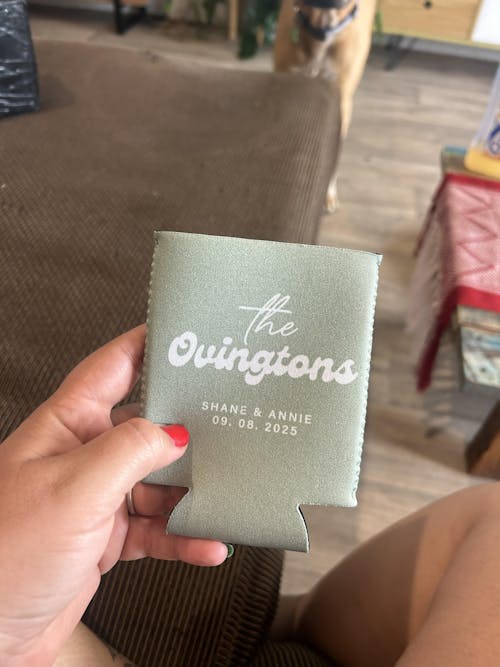 the
Ovingtons
SHANE & ANNIE
09. 08. 2025